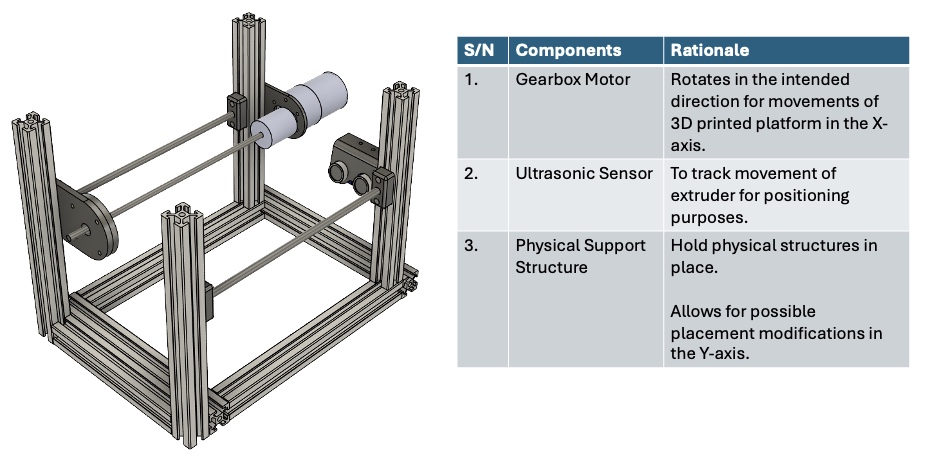 S/N Components Rationale
1. Gearbox Motor Rotates in the intended
direction for movements of
3D printed platform in the X-
axis.
2. Ultrasonic Sensor To track movement of
extruder for positioning
purposes.
3. Physical Support Hold physical structures in
Structure place.
Allows for possible
placement modifications in
the Y-axis.